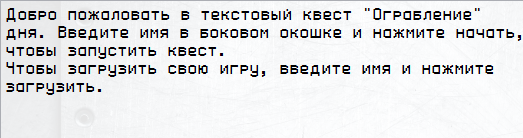 Добро пожаловать в текстовый квест "Ограбление"
дня. Введите имя в боковом окошке и нажмите начать,
чтобы запустить квест.
Чтобы загрузить свою игру, введите имя и нажмите
загрузить.